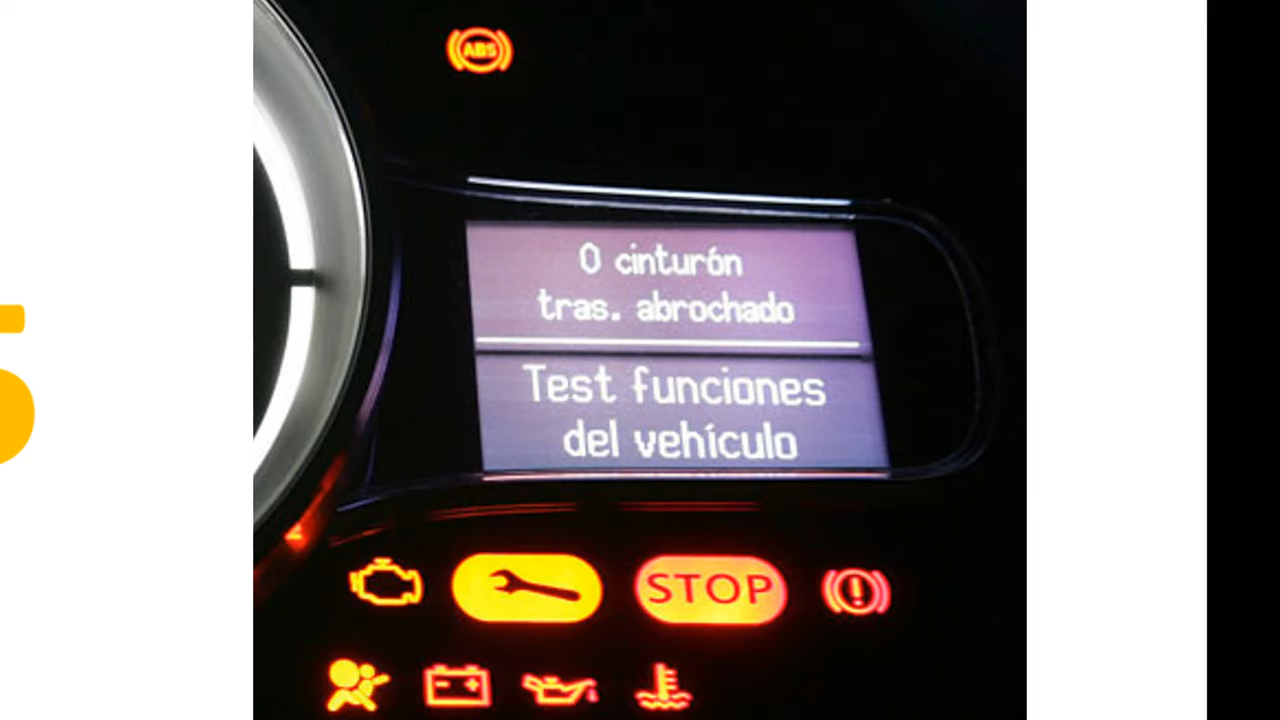 ABS
0 cinturón
tras. abrochado
Test funciones
del vehículo
STOP